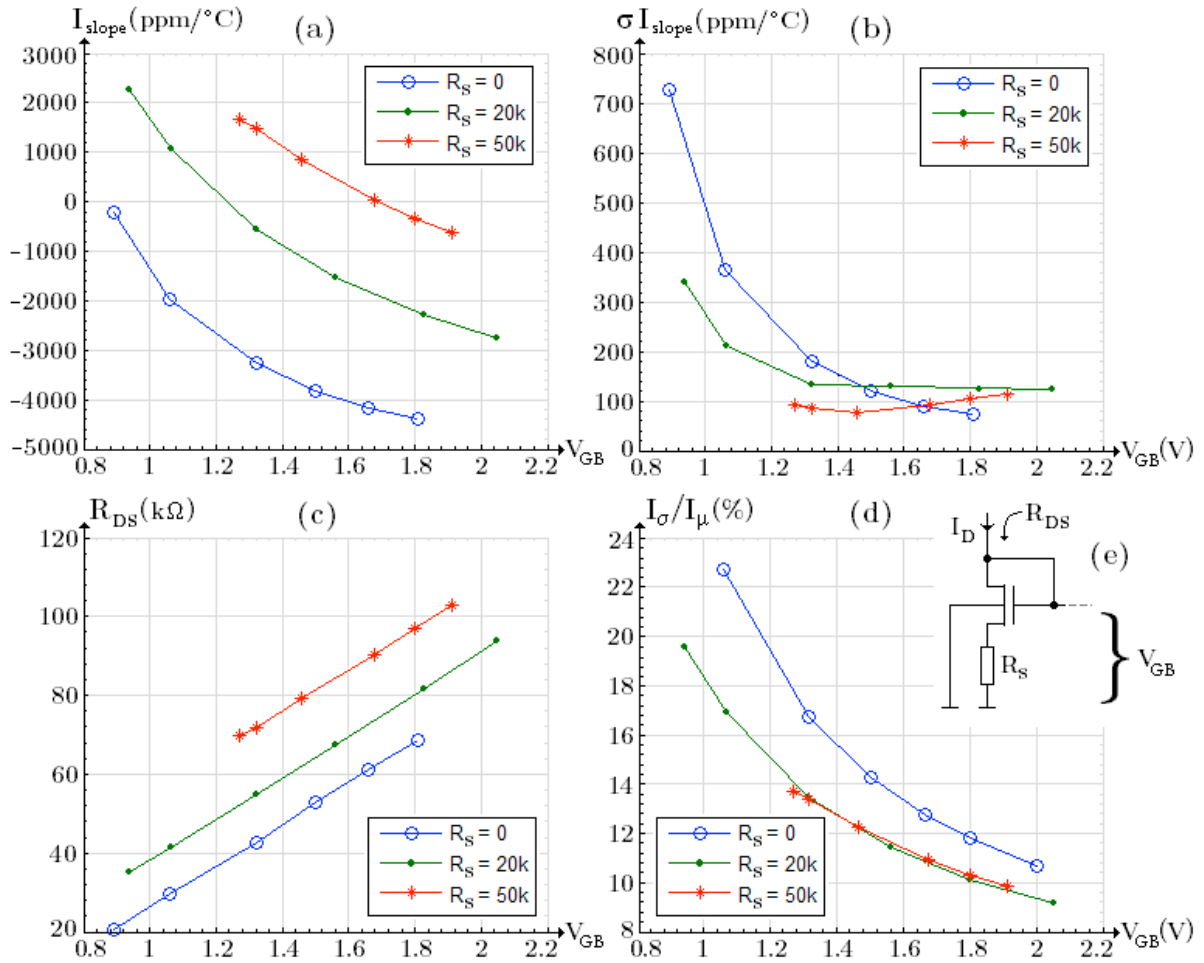 I_slope(ppm/°C) (a)
3000
2000
1000
0
-1000
-2000
-3000
-4000
-5000
R_S = 0
R_S = 20k
R_S = 50k
0.8 1 1.2 1.4 1.6 1.8 2 2.2
V_GB
σ I_slope(ppm/°C) (b)
800
700
600
500
400
300
200
100
0
R_S = 0
R_S = 20k
R_S = 50k
0.8 1 1.2 1.4 1.6 1.8 2 2.2
V_GB(V)
R_DS(kΩ) (c)
120
100
80
60
40
20
R_S = 0
R_S = 20k
R_S = 50k
0.8 1 1.2 1.4 1.6 1.8 2 2.2
V_GB
I_σ/I_μ(%) (d)
24
22
20
18
16
14
12
10
8
R_S = 0
R_S = 20k
R_S = 50k
0.8 1 1.2 1.4 1.6 1.8 2 2.2
V_GB(V)
I_D R_DS
(e)
R_S
} V_GB